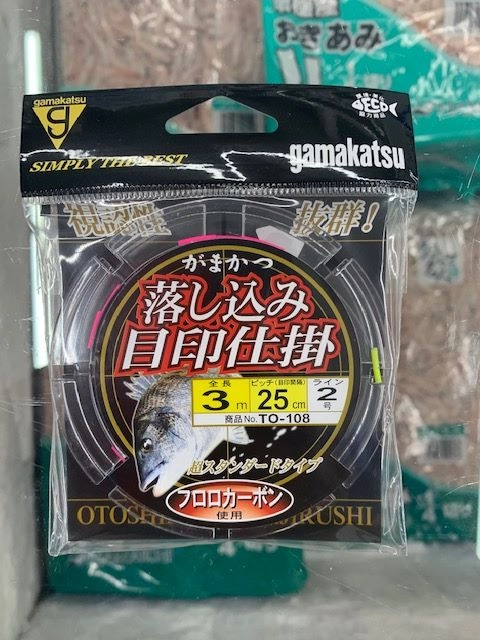 おきあみ
gamakatsu
g
SIMPLY THE BEST
ECO
gamakatsu
視認性 抜群!
がまかつ
落し込み
目印仕掛
全長 ピッチ(目印間隔) ライン
3m 25cm 2号
商品No. TO-108
超スタンダードタイプ
フロロカーボン
使用